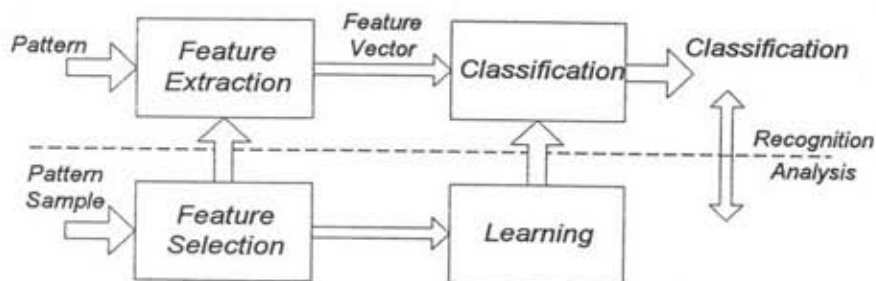 Pattern
Feature
Extraction
Feature
Vector
Classification
Classification
Recognition
Analysis
Pattern
Sample
Feature
Selection
Learning